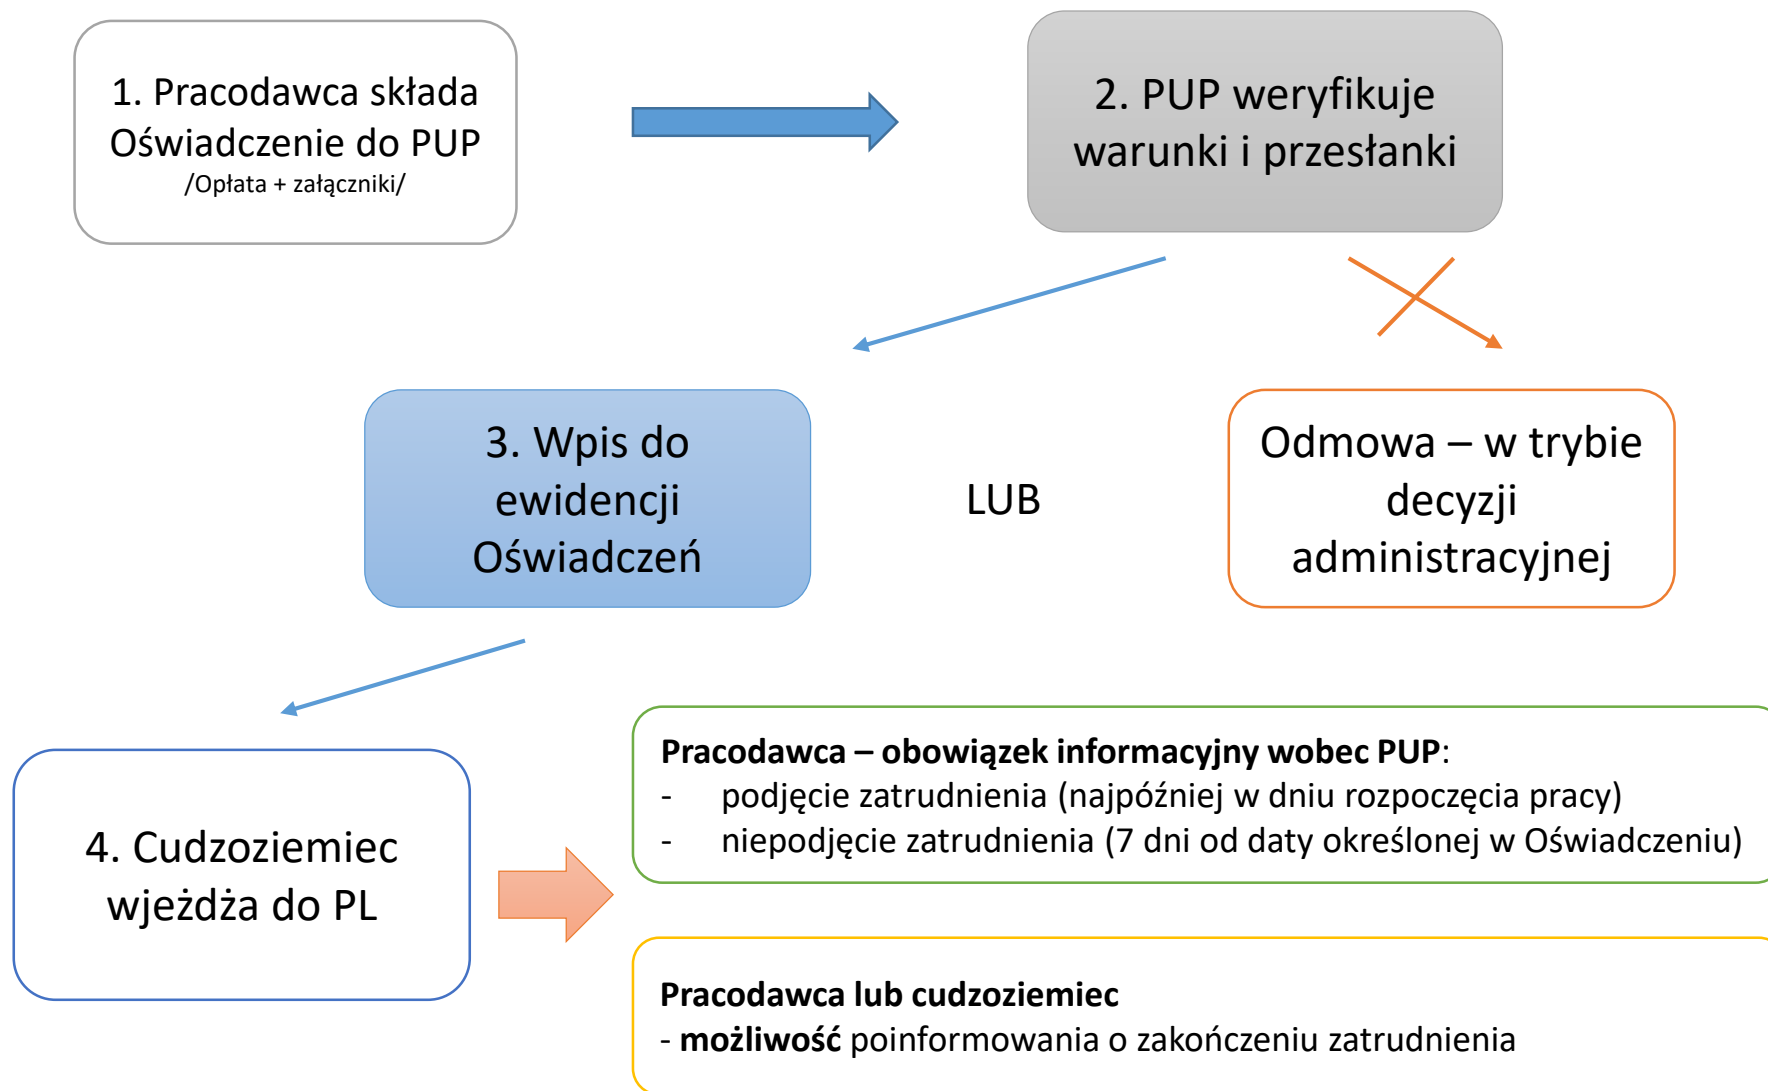 1. Pracodawca składa
Oświadczenie do PUP
/Opłata + załączniki/
2. PUP weryfikuje
warunki i przesłanki
3. Wpis do
ewidencji
Oświadczeń
LUB
Odmowa – w trybie
decyzji
administracyjnej
4. Cudzoziemiec
wjeżdża do PL
Pracodawca – obowiązek informacyjny wobec PUP:
- podjęcie zatrudnienia (najpóźniej w dniu rozpoczęcia pracy)
- niepodjęcie zatrudnienia (7 dni od daty określonej w Oświadczeniu)
Pracodawca lub cudzoziemiec
- możliwość poinformowania o zakończeniu zatrudnienia